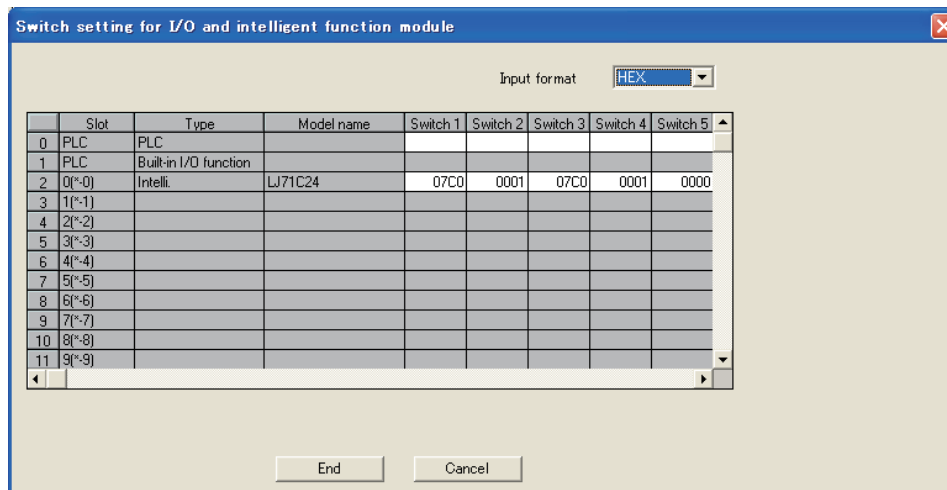 Switch setting for I/O and intelligent function module
Input format HEX
Slot Type Model name Switch 1 Switch 2 Switch 3 Switch 4 Switch 5
0 PLC PLC
1 PLC Built-in I/O function
2 0(*-0) Intelli. LJ71C24 07C0 0001 07C0 0001 0000
3 1(*-1)
4 2(*-2)
5 3(*-3)
6 4(*-4)
7 5(*-5)
8 6(*-6)
9 7(*-7)
10 8(*-8)
11 9(*-9)
End Cancel